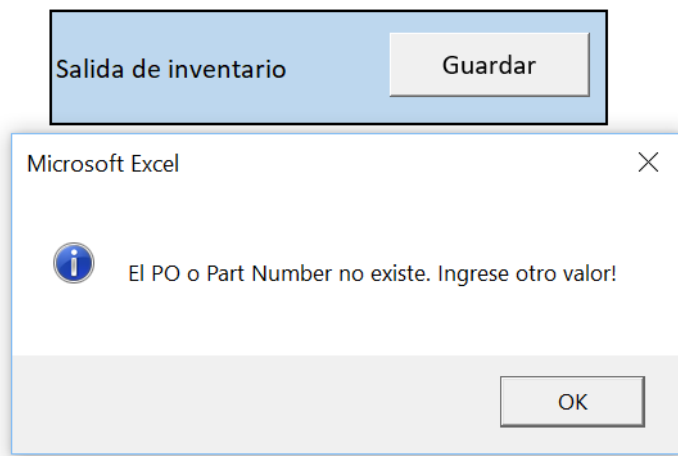 Salida de inventario
Guardar
Microsoft Excel
El PO o Part Number no existe. Ingrese otro valor!
OK